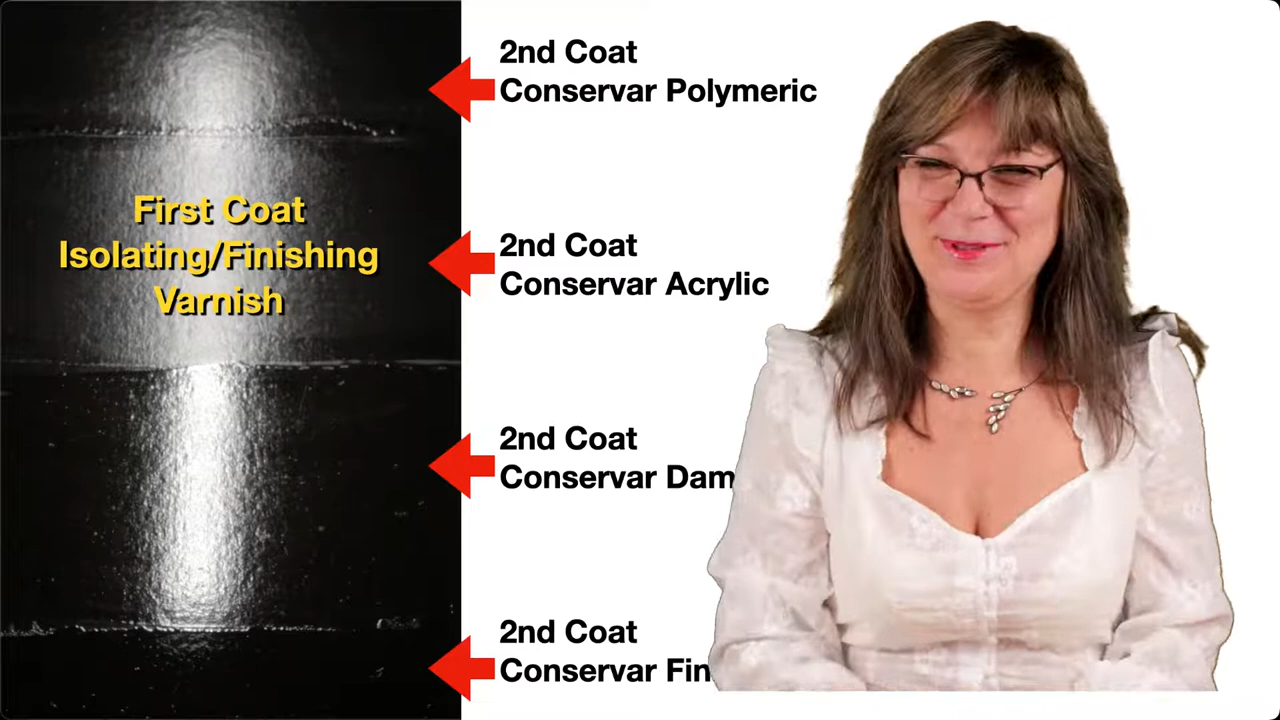 First Coat
Isolating/Finishing
Varnish
2nd Coat
Conservar Polymeric
2nd Coat
Conservar Acrylic
2nd Coat
Conservar Dam
2nd Coat
Conservar Fin